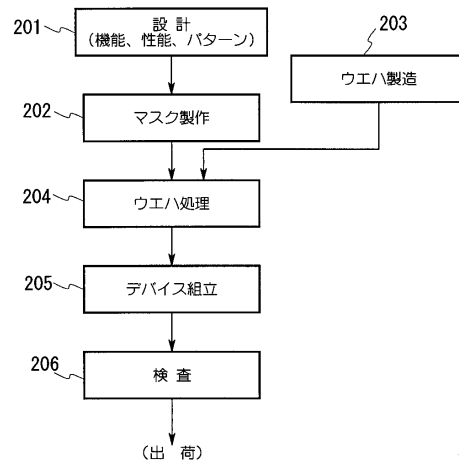 201
設 計
(機能、性能、パターン)
203
ウエハ製造
202
マスク製作
204
ウエハ処理
205
デバイス組立
206
検 査
(出 荷)